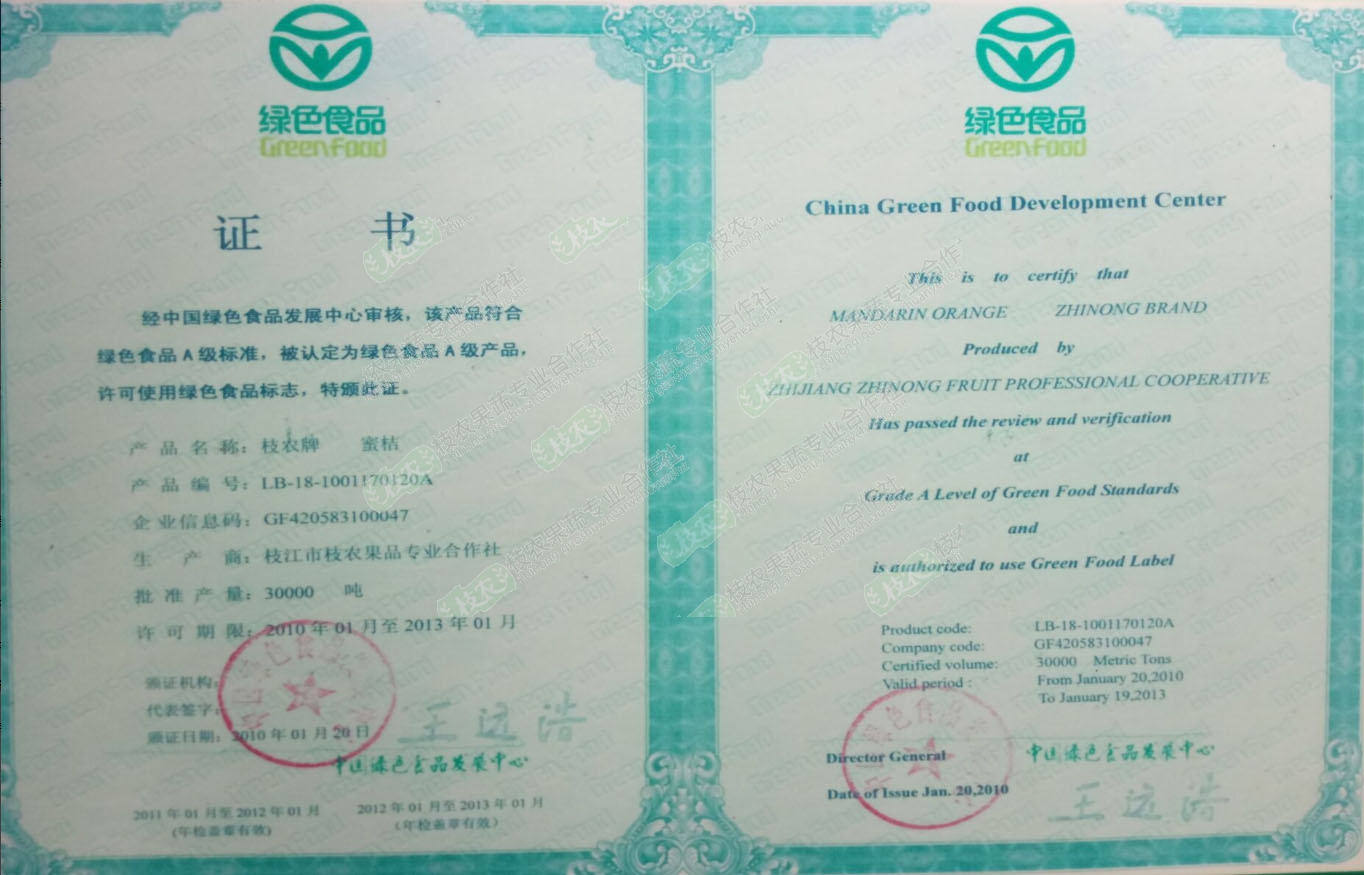 绿色食品
Green Food
证 书
经中国绿色食品发展中心审核，该产品符合
绿色食品A级标准，被认定为绿色食品A级产品，
许可使用绿色食品标志，特颁此证。
产品名称：枝农牌 蜜桔
产品编号：LB-18-1001170120A
企业信息码：GF420583100047
生产商：枝江市枝农果品专业合作社
批准产量：30000 吨
许可期限：2010年01月至2013年01月
颁证机构：
代表签字：
颁证日期：2010年01月20日
王运浩
中国绿色食品发展中心
2011年01月至2012年01月
(年检盖章有效)
2012年01月至2013年01月
（年检盖章有效）
绿色食品
Green Food
China Green Food Development Center
This is to certify that
MANDARIN ORANGE ZHINONG BRAND
Produced by
ZHIJIANG ZHINONG FRUIT PROFESSIONAL COOPERATIVE
Has passed the review and verification
at
Grade A Level of Green Food Standards
and
is authorized to use Green Food Label
Product code: LB-18-1001170120A
Company code: GF420583100047
Certified volume: 30000 Metric Tons
Valid period : From January 20,2010
To January 19,2013
Director General
中国绿色食品发展中心
Date of Issue Jan. 20,2010
王运浩
枝农果蔬专业合作社